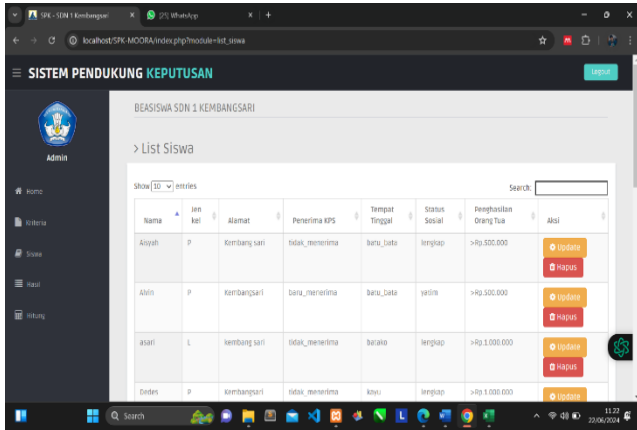 SPK - SDN 1 Kembangsari
(25) WhatsApp
localhost/SPK-MOORA/index.php?module=list_siswa
SISTEM PENDUKUNG KEPUTUSAN
Logout
BEASISWA SDN 1 KEMBANGSARI
> List Siswa
Admin
Home
Kriteria
Siswa
Hasil
Hitung
Show 10 entries
Search:
Nama Jen kel Alamat Penerima KPS Tempat Tinggal Status Sosial Penghasilan Orang Tua Aksi
Aisyah P Kembang sari tidak_menerima batu_bata lengkap >Rp.500.000 Update
Hapus
Alvin P Kembangsari baru_menerima batu_bata yatim >Rp.500.000 Update
Hapus
asari L kembang sari tidak_menerima batako lengkap >Rp.1.000.000 Update
Hapus
Dedes P Kembangsari tidak_menerima kayu lengkap >Rp.1.000.000 Update
Search
11.22
22/06/2024